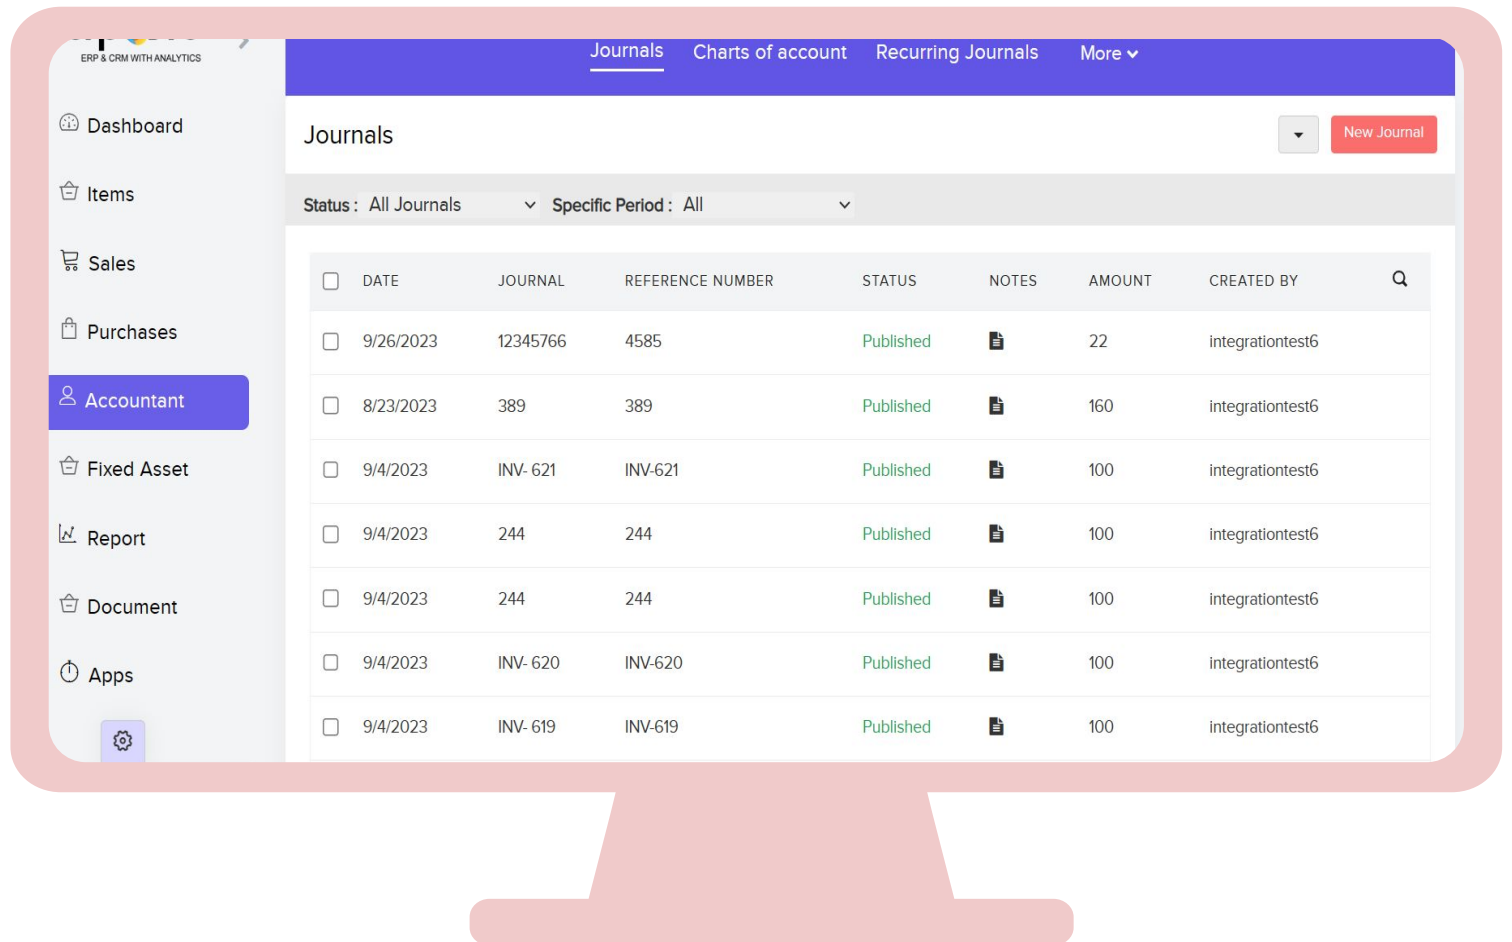 ERP & CRM WITH ANALYTICS
Journals Charts of account Recurring Journals More
Dashboard
Items
Sales
Purchases
Accountant
Fixed Asset
Report
Document
Apps
Journals New Journal
Status : All Journals Specific Period : All
DATE JOURNAL REFERENCE NUMBER STATUS NOTES AMOUNT CREATED BY
9/26/2023 12345766 4585 Published 22 integrationtest6
8/23/2023 389 389 Published 160 integrationtest6
9/4/2023 INV- 621 INV-621 Published 100 integrationtest6
9/4/2023 244 244 Published 100 integrationtest6
9/4/2023 244 244 Published 100 integrationtest6
9/4/2023 INV- 620 INV-620 Published 100 integrationtest6
9/4/2023 INV- 619 INV-619 Published 100 integrationtest6